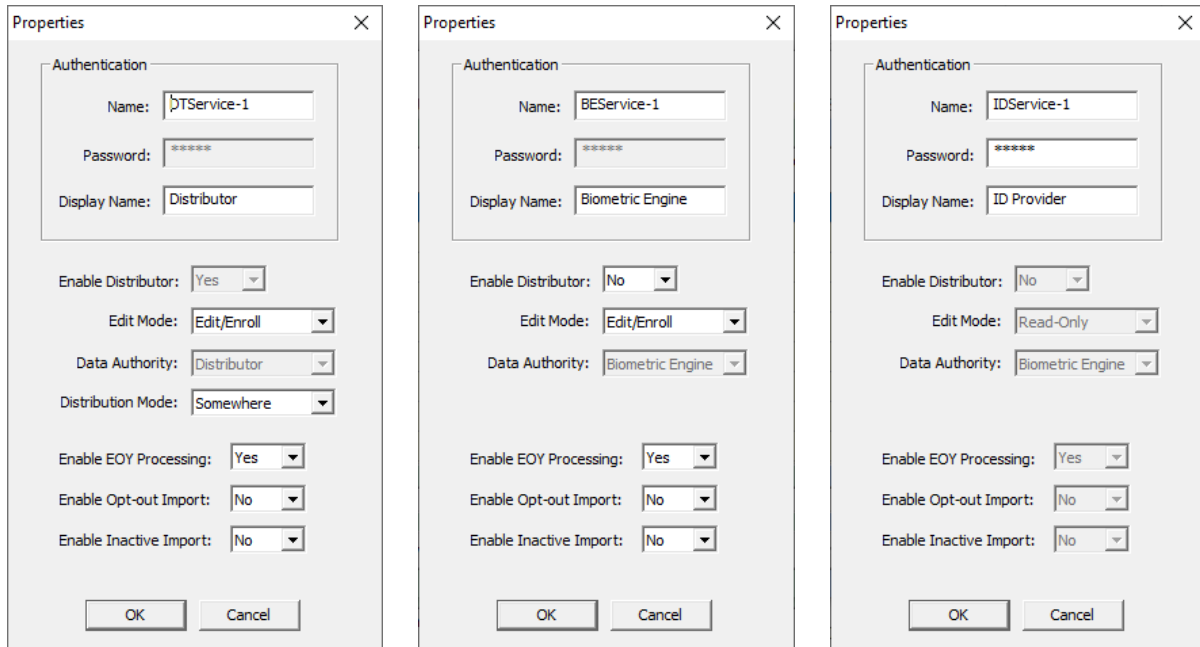 Properties
Authentication
Name: DTService-1
Password: *****
Display Name: Distributor
Enable Distributor: Yes
Edit Mode: Edit/Enroll
Data Authority: Distributor
Distribution Mode: Somewhere
Enable EOY Processing: Yes
Enable Opt-out Import: No
Enable Inactive Import: No
OK Cancel
Properties
Authentication
Name: BEService-1
Password: *****
Display Name: Biometric Engine
Enable Distributor: No
Edit Mode: Edit/Enroll
Data Authority: Biometric Engine
Enable EOY Processing: Yes
Enable Opt-out Import: No
Enable Inactive Import: No
OK Cancel
Properties
Authentication
Name: IDService-1
Password: *****
Display Name: ID Provider
Enable Distributor: No
Edit Mode: Read-Only
Data Authority: Biometric Engine
Enable EOY Processing: Yes
Enable Opt-out Import: No
Enable Inactive Import: No
OK Cancel